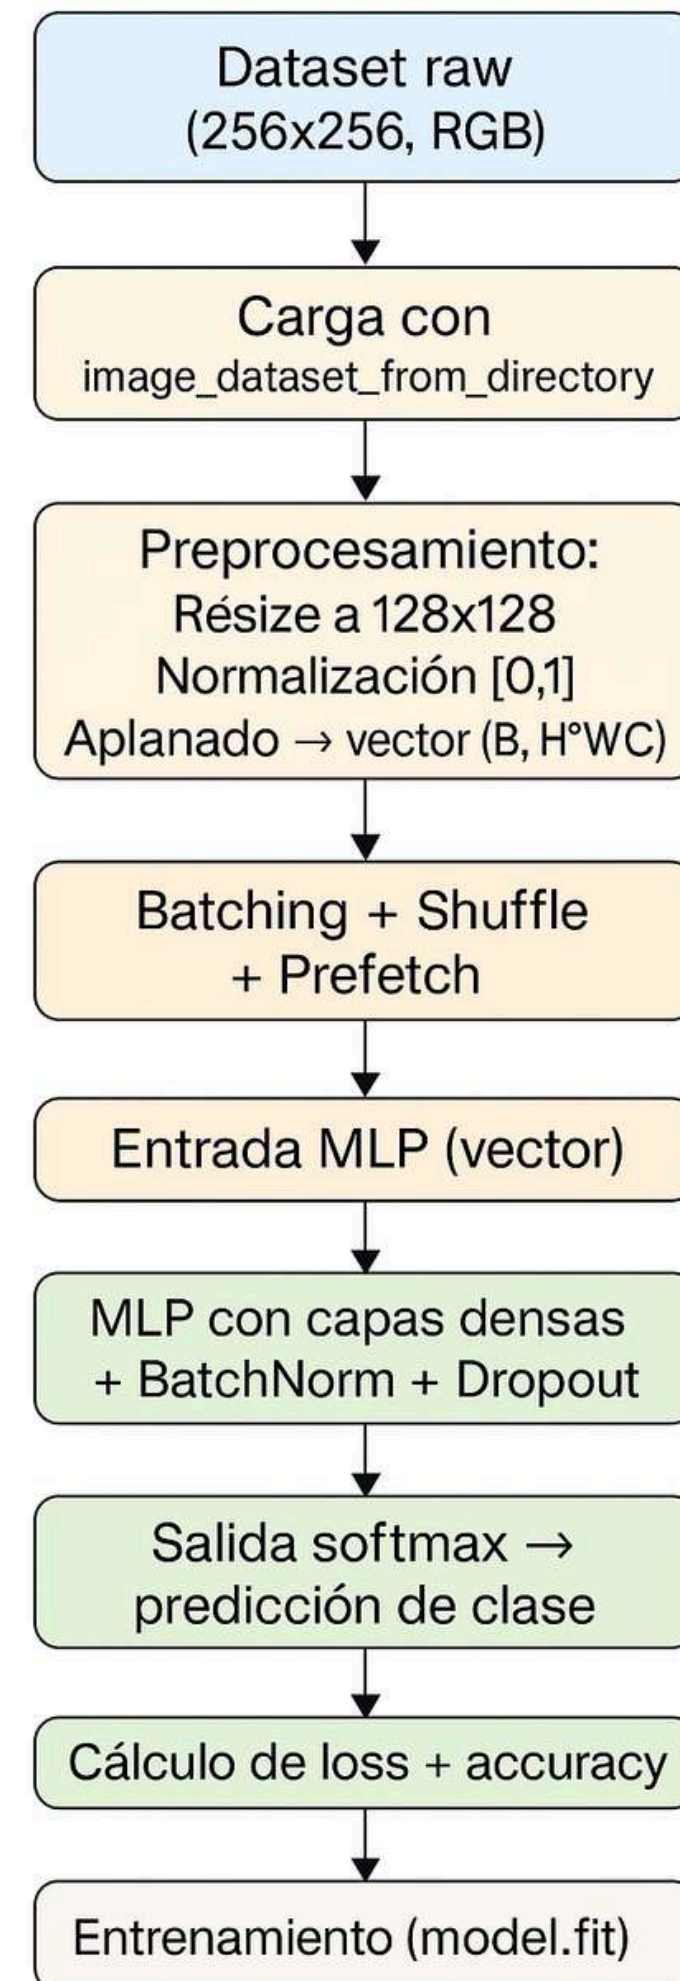 Dataset raw
(256x256, RGB)
Carga con
image_dataset_from_directory
Preprocesamiento:
Résize a 128x128
Normalización [0,1]
Aplanado → vector (B, H°WC)
Batching + Shuffle
+ Prefetch
Entrada MLP (vector)
MLP con capas densas
+ BatchNorm + Dropout
Salida softmax →
predicción de clase
Cálculo de loss + accuracy
Entrenamiento (model.fit)